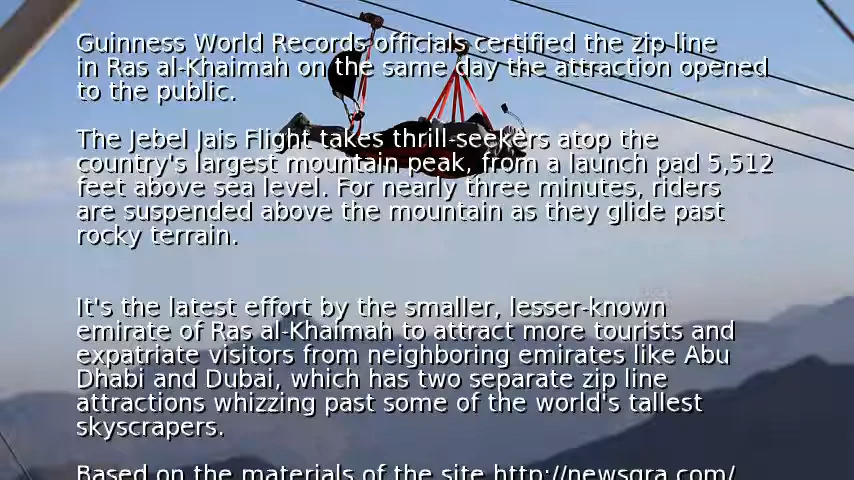 Guinness World Records officials certified the zip line
in Ras al-Khaimah on the same day the attraction opened
to the public.
The Jebel Jais Flight takes thrill-seekers atop the
country's largest mountain peak, from a launch pad 5,512
feet above sea level. For nearly three minutes, riders
are suspended above the mountain as they glide past
rocky terrain.
It's the latest effort by the smaller, lesser-known
emirate of Ras al-Khaimah to attract more tourists and
expatriate visitors from neighboring emirates like Abu
Dhabi and Dubai, which has two separate zip line
attractions whizzing past some of the world's tallest
skyscrapers.
Based on the materials of the site http://newsgra.com/